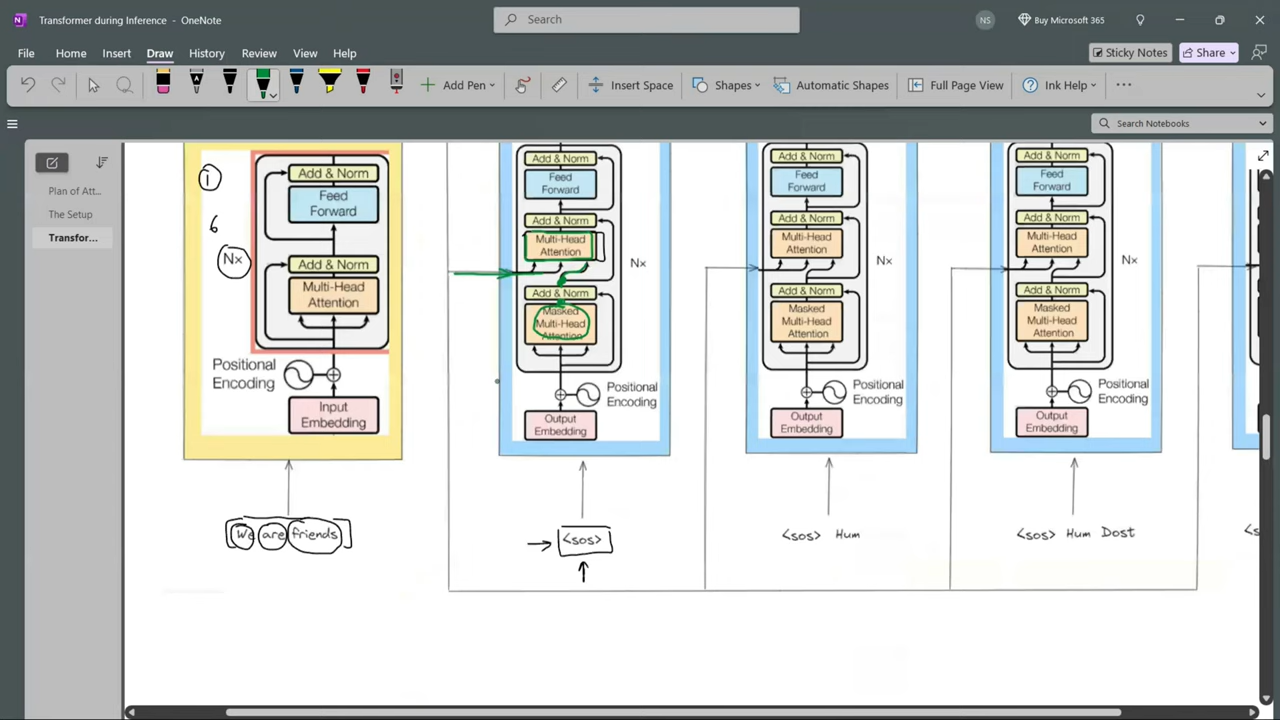 Transformer during Inference - OneNote
Search
NS
Buy Microsoft 365
File Home Insert Draw History Review View Help
Sticky Notes
Share
Add Pen
Insert Space
Shapes
Automatic Shapes
Full Page View
Ink Help
Search Notebooks
Plan of Att...
The Setup
Transfor...
1
6
Nx
Add & Norm
Feed
Forward
Add & Norm
Multi-Head
Attention
Positional
Encoding
Input
Embedding
We are friends
Add & Norm
Feed
Forward
Add & Norm
Multi-Head
Attention
Nx
Add & Norm
Masked
Multi-Head
Attention
Positional
Encoding
Output
Embedding
<sos>
Add & Norm
Feed
Forward
Add & Norm
Multi-Head
Attention
Nx
Add & Norm
Masked
Multi-Head
Attention
Positional
Encoding
Output
Embedding
<sos> Hum
Add & Norm
Feed
Forward
Add & Norm
Multi-Head
Attention
Nx
Add & Norm
Masked
Multi-Head
Attention
Positional
Encoding
Output
Embedding
<sos> Hum Dost